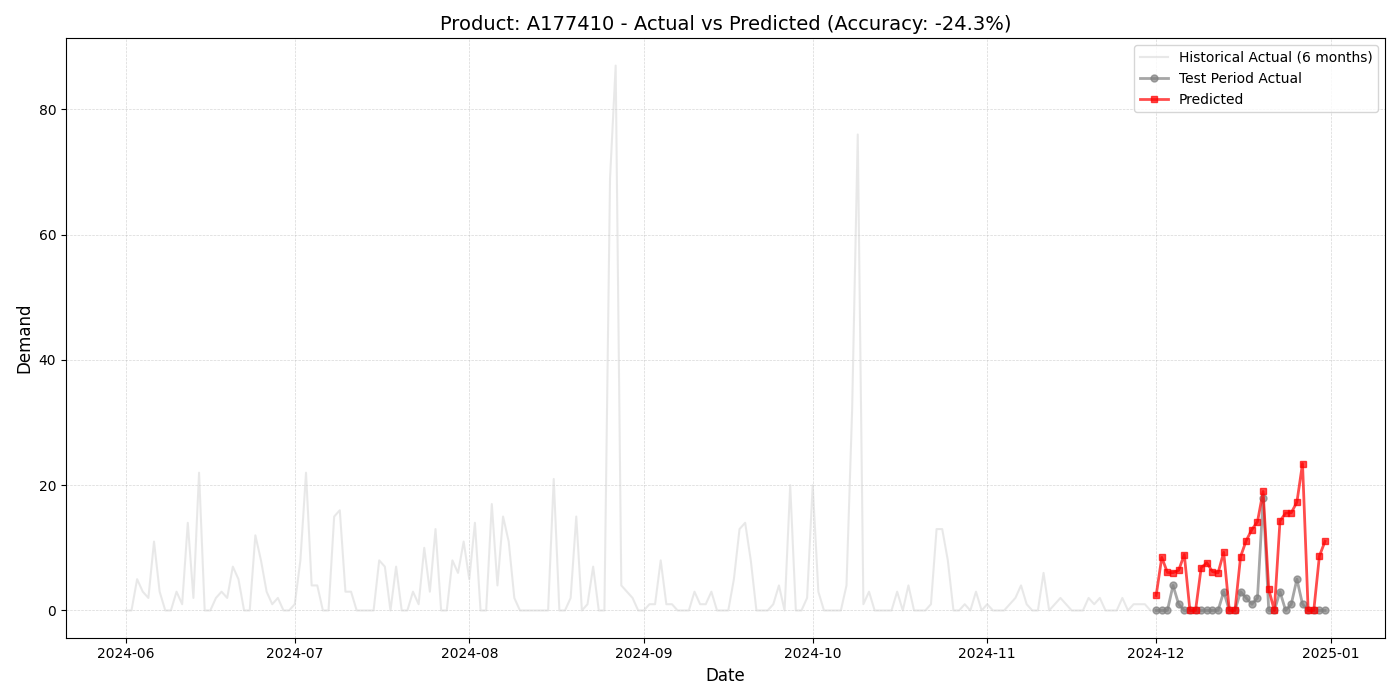 Product: A177410 - Actual vs Predicted (Accuracy: -24.3%)
Historical Actual (6 months)
Test Period Actual
Predicted
Demand
80
60
40
20
0
2024-06
2024-07
2024-08
2024-09
2024-10
2024-11
2024-12
2025-01
Date